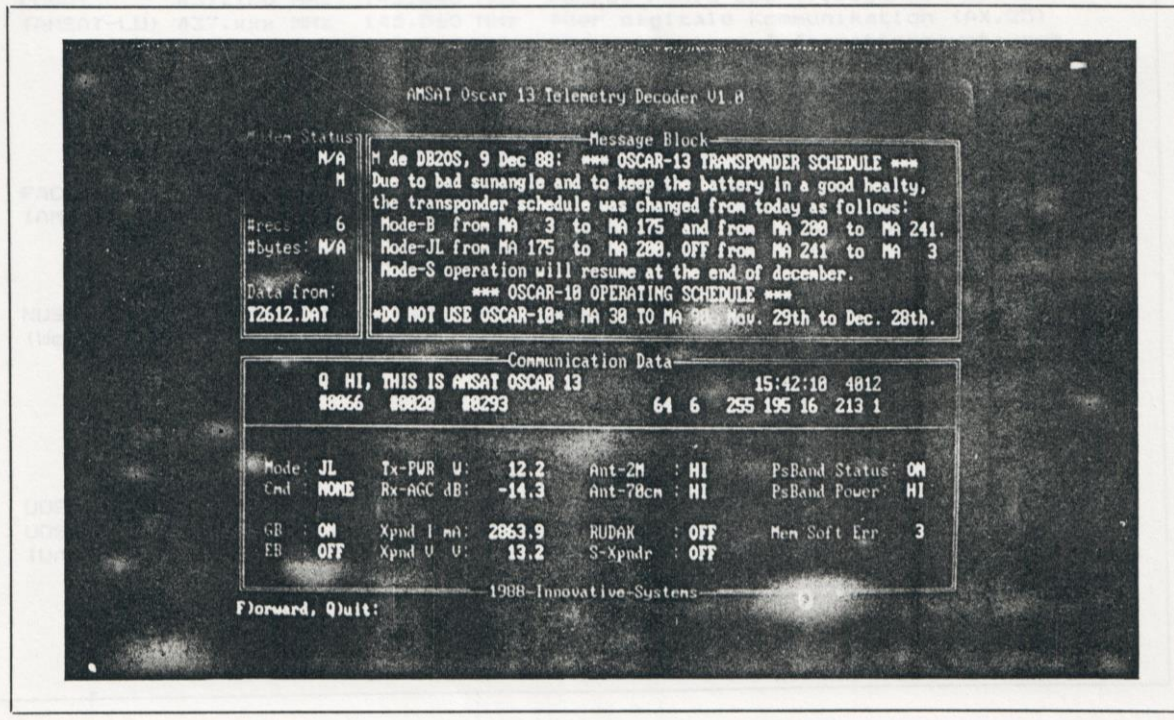 AMSAT Oscar 13 Telemetry Decoder V1.0
Modem Status
N/A
M
#recs: 6
#bytes: N/A
Data from:
T2612.DAT
Message Block
M de DB2OS, 9 Dec 88: *** OSCAR-13 TRANSPONDER SCHEDULE ***
Due to bad sunangle and to keep the battery in a good healty,
the transponder schedule was changed from today as follows:
Mode-B from MA 3 to MA 175 and from MA 200 to MA 241.
Mode-JL from MA 175 to MA 200. OFF from MA 241 to MA 3
Mode-S operation will resume at the end of december.
*** OSCAR-10 OPERATING SCHEDULE ***
*DO NOT USE OSCAR-10* MA 30 TO MA 90. Nov. 29th to Dec. 28th.
Communication Data
Q HI, THIS IS AMSAT OSCAR 13 15:42:10 4012
#0066 #0020 #0293 64 6 255 195 16 213 1
Mode: JL Tx-PWR W: 12.2 Ant-2M : HI PsBand Status: ON
Cmd : NONE Rx-AGC dB: -14.3 Ant-70cm : HI PsBand Power: HI
GB : ON Xpnd I mA: 2863.9 RUDAK : OFF Mem Soft Err: 3
EB : OFF Xpnd V V: 13.2 S-Xpndr : OFF
1988-Innovative-Systems
F)orward, Q)uit: